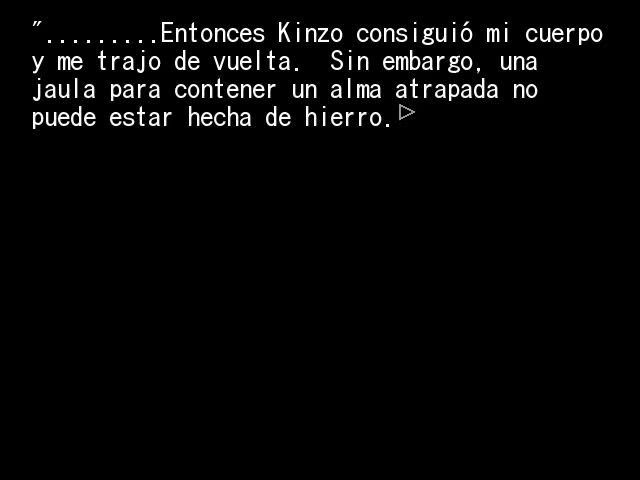 ".........Entonces Kinzo consiguió mi cuerpo
y me trajo de vuelta.  Sin embargo, una
jaula para contener un alma atrapada no
puede estar hecha de hierro.